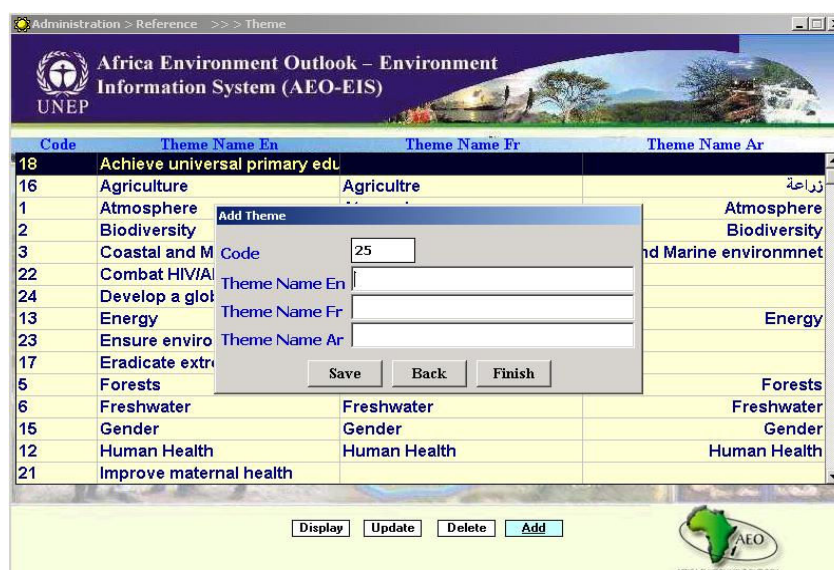 Administration > Reference >>> Theme
Africa Environment Outlook – Environment
Information System (AEO-EIS)
UNEP
Code Theme Name En Theme Name Fr Theme Name Ar
18 Achieve universal primary edu
16 Agriculture Agricultre زراعة
1 Atmosphere Atmosphere
2 Biodiversity Biodiversity
3 Coastal and M nd Marine environmnet
22 Combat HIV/AI
24 Develop a glob
13 Energy Energy
23 Ensure enviro
17 Eradicate extr
5 Forests Forests
6 Freshwater Freshwater Freshwater
15 Gender Gender Gender
12 Human Health Human Health Human Health
21 Improve maternal health
Add Theme
Code 25
Theme Name En
Theme Name Fr
Theme Name Ar
Save Back Finish
Display Update Delete Add
AEO